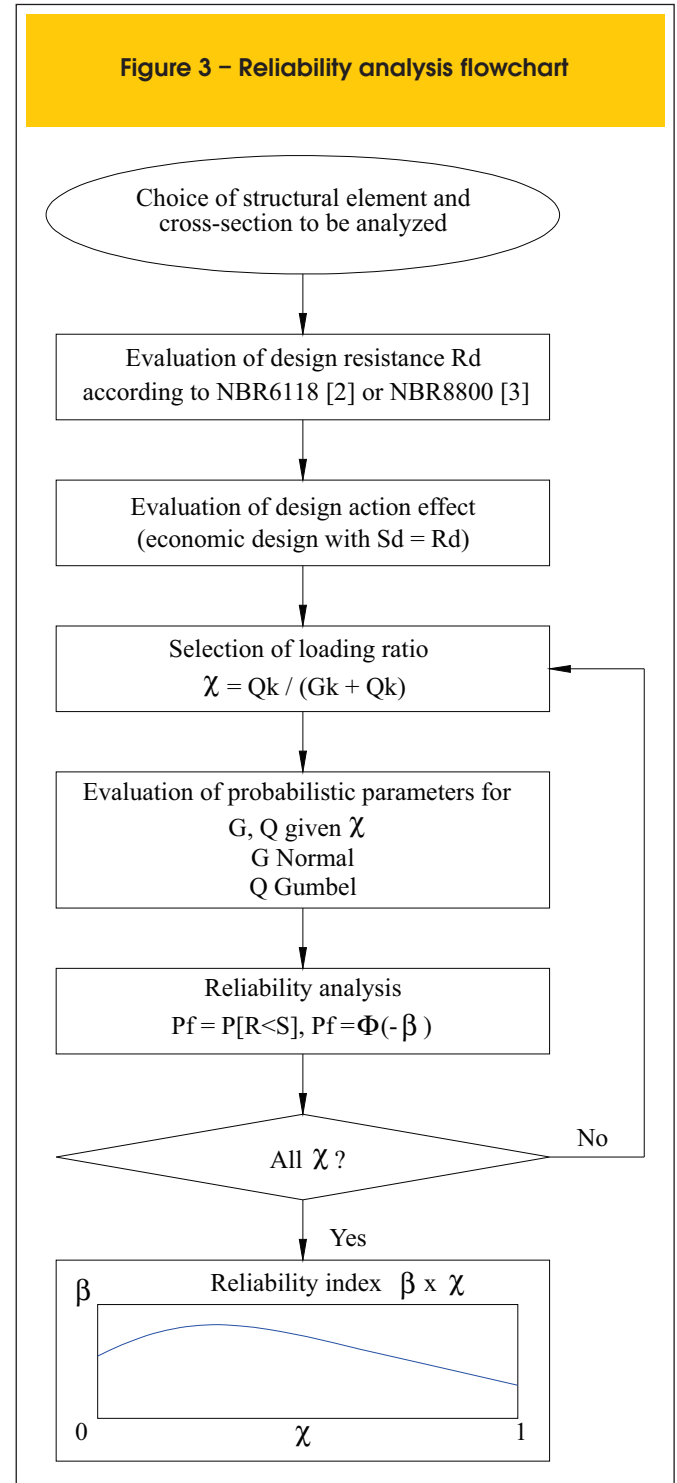 Figure 3 – Reliability analysis flowchart
Choice of structural element and
cross-section to be analyzed
Evaluation of design resistance Rd
according to NBR6118 [2] or NBR8800 [3]
Evaluation of design action effect
(economic design with Sd = Rd)
Selection of loading ratio
χ = Qk / (Gk + Qk)
Evaluation of probabilistic parameters for
G, Q given χ
G Normal
Q Gumbel
Reliability analysis
Pf = P[R<S], Pf =Φ(-β )
All χ ?
No
Yes
Reliability index β x χ
β
0
χ
1